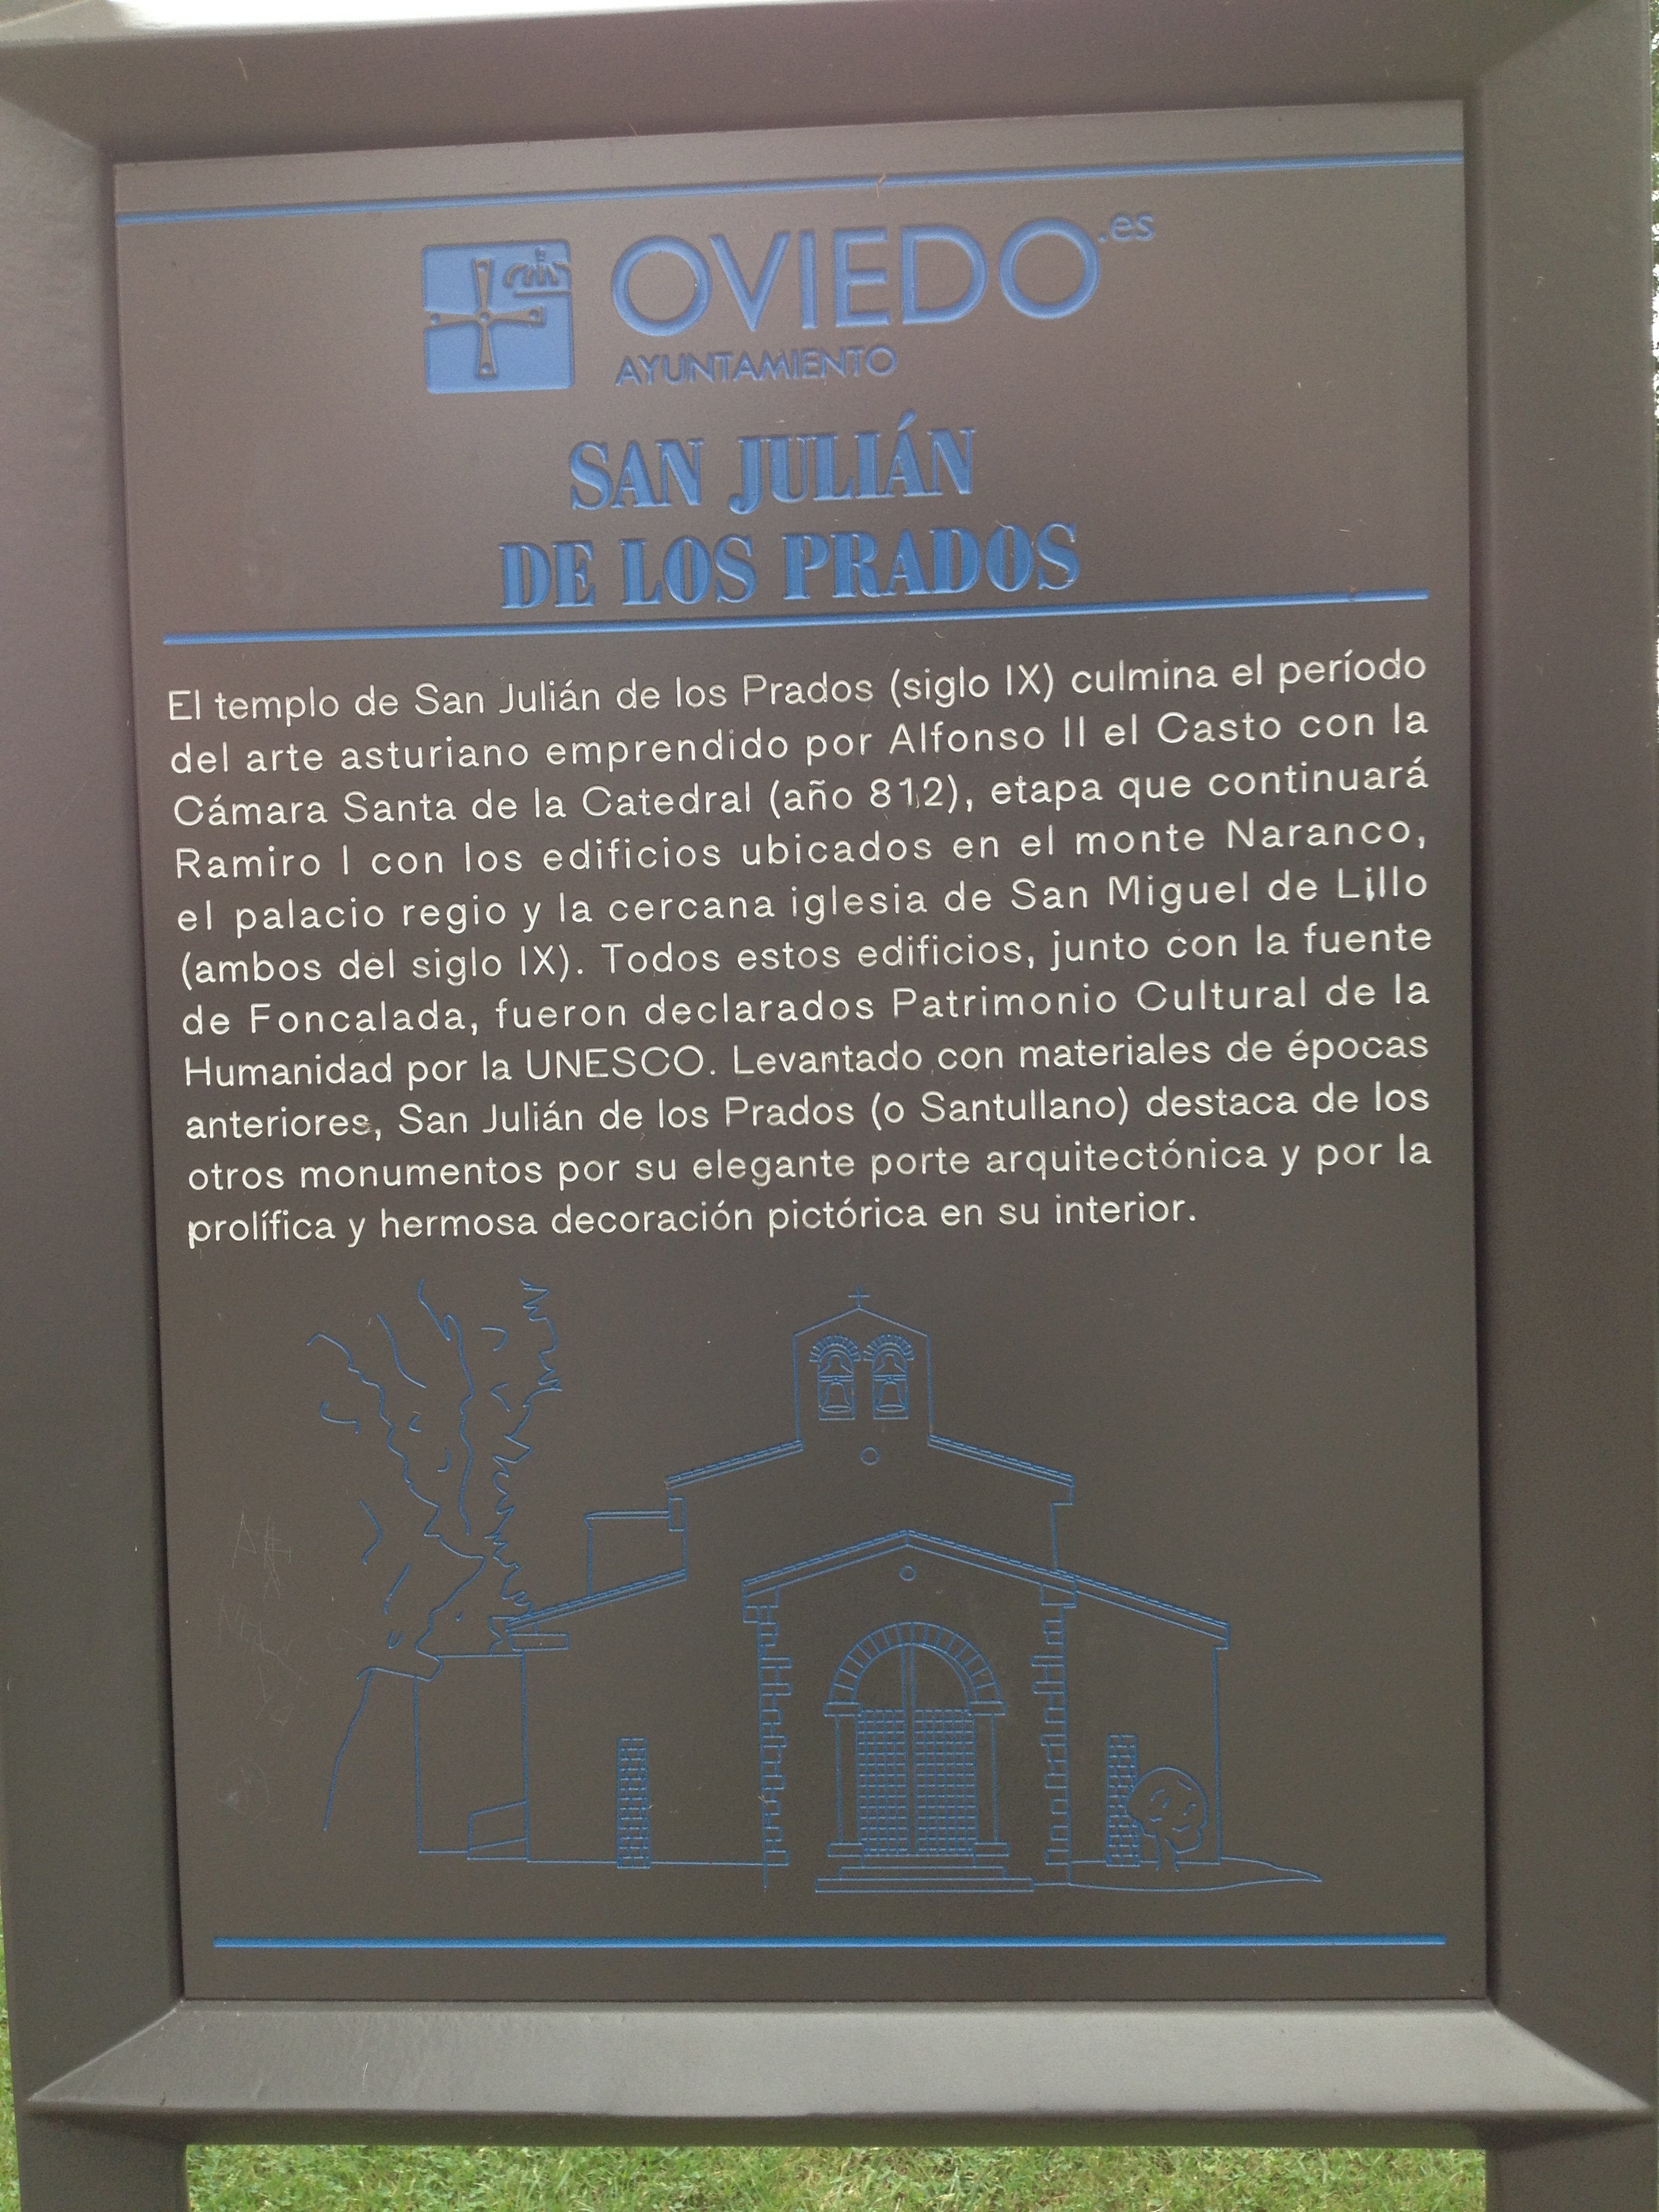 OVIEDO.es
AYUNTAMIENTO
SAN JULIÁN
DE LOS PRADOS
El templo de San Julián de los Prados (siglo IX) culmina el período
del arte asturiano emprendido por Alfonso II el Casto con la
Cámara Santa de la Catedral (año 812), etapa que continuará
Ramiro I con los edificios ubicados en el monte Naranco,
el palacio regio y la cercana iglesia de San Miguel de Lillo
(ambos del siglo IX). Todos estos edificios, junto con la fuente
de Foncalada, fueron declarados Patrimonio Cultural de la
Humanidad por la UNESCO. Levantado con materiales de épocas
anteriores, San Julián de los Prados (o Santullano) destaca de los
otros monumentos por su elegante porte arquitectónica y por la
prolífica y hermosa decoración pictórica en su interior.